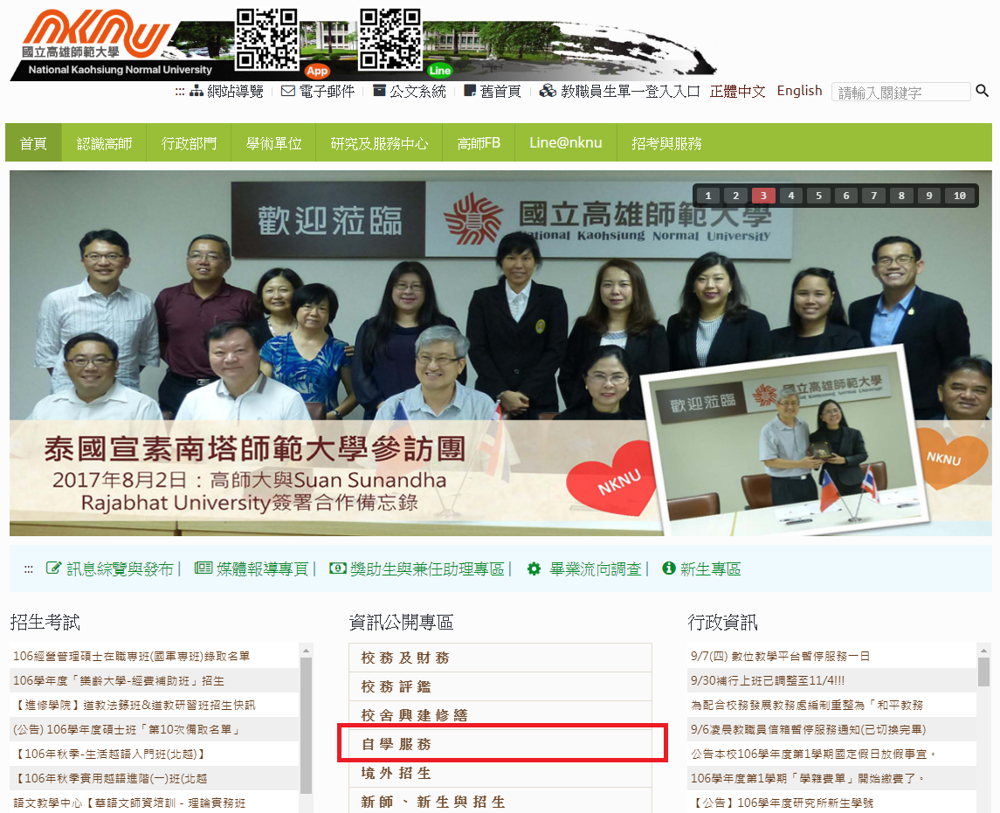 nknu
國立高雄師範大學
National Kaohsiung Normal University
App
Line
::: 網站導覽 | 電子郵件 | 公文系統 | 舊首頁 | 教職員生單一登入入口 正體中文 English 請輸入關鍵字
首頁 認識高師 行政部門 學術單位 研究及服務中心 高師FB Line@nknu 招考與服務
1 2 3 4 5 6 7 8 9 10
歡迎蒞臨 國立高雄師範大學
National Kaohsiung Normal University
歡迎蒞臨 國立高雄師範大學
泰國宣素南塔師範大學參訪團
2017年8月2日：高師大與Suan Sunandha
Rajabhat University簽署合作備忘錄
NKNU
NKNU
::: 訊息綜覽與發布 | 媒體報導專頁 | 獎助生與兼任助理專區 | 畢業流向調查 | 新生專區
招生考試
106經營管理碩士在職專班(國軍專班)錄取名單
106學年度「樂齡大學-經費補助班」招生
【進修學院】道教法籙班&道教研習班招生快訊
(公告) 106學年度碩士班「第10次備取名單」
【106年秋季-生活越語入門班(北越)】
【106年秋季實用越語進階(一)班(北越
語文教學中心【華語文師資培訓－理論實務班
資訊公開專區
校務及財務
校務評鑑
校舍興建修繕
自學服務
境外招生
新師、新生與招生
行政資訊
9/7(四) 數位教學平台暫停服務一日
9/30補行上班已調整至11/4!!!
為配合校務發展教務處編制重整為「和平教務
9/6凌晨教職員信箱暫停服務通知(已切換完畢)
公告本校106學年度第1學期國定假日放假事宜。
106學年度第1學期「學雜費單」開始繳費了。
【公告】106學年度研究所新生學號